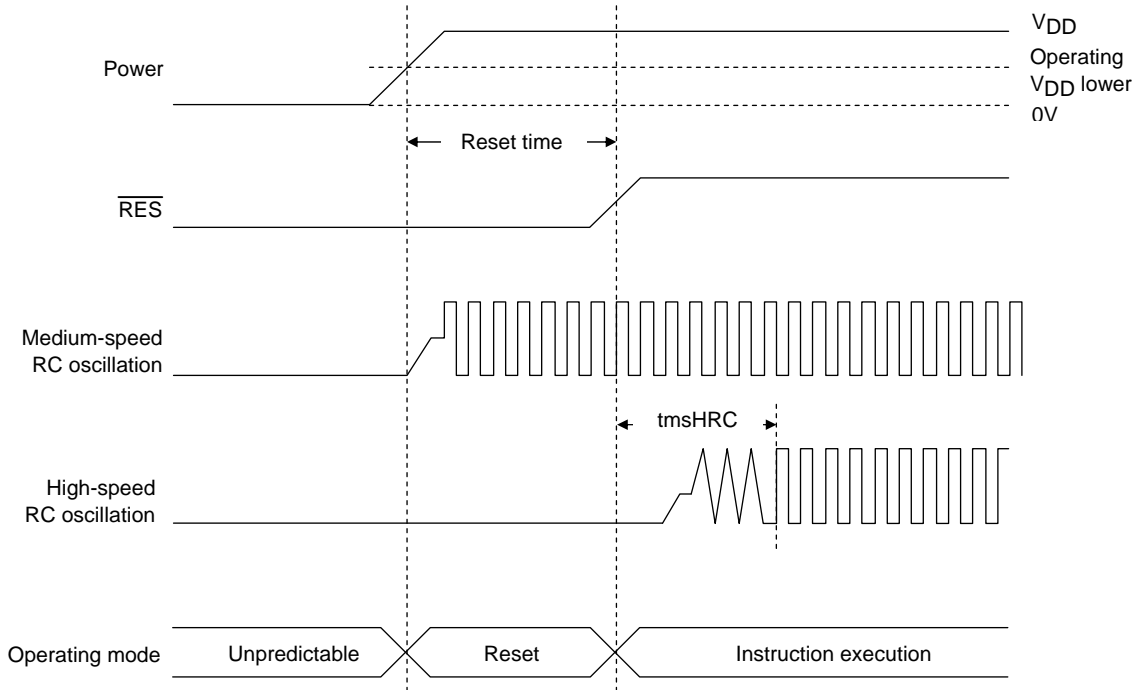 VDD
Operating
Power
VDD lower
0V
Reset time
RES
Medium-speed
RC oscillation
tmsHRC
High-speed
RC oscillation
Operating mode
Unpredictable
Reset
Instruction execution